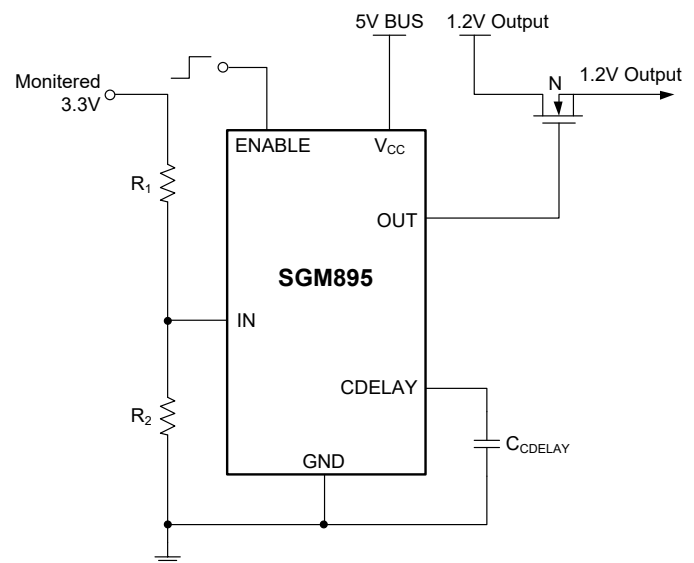 5V BUS
1.2V Output
Monitered
3.3V
N
1.2V Output
ENABLE
VCC
R1
OUT
SGM895
IN
CDELAY
R2
CCDELAY
GND